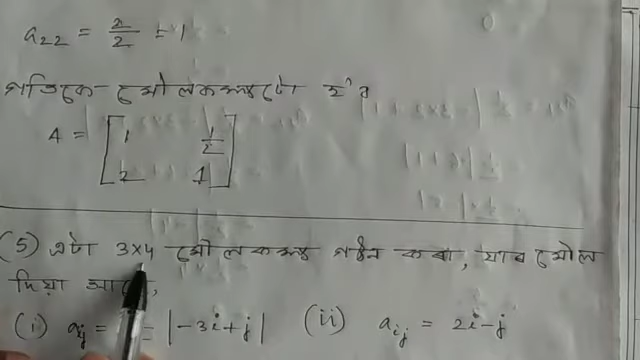 a₂₂ = 2/2 = 1
গতিকে মৌলকক্ষটো হ'ব
A = [1 1/2
2 1]
(5) এটা 3×4 মৌলকক্ষ গঠন কৰা, যাৰ মৌল
দিয়া আছে,
(i) aᵢⱼ = |-3i+j| (ii) aᵢⱼ = 2i-j